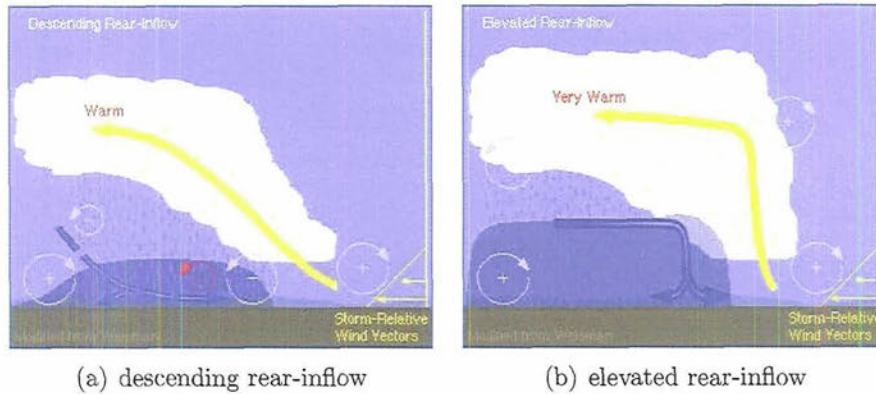 Descending Rear-Inflow
Warm
+
+
−
+
Storm-Relative
Wind Vectors
Elevated Rear-Inflow
Very Warm
+
+
Storm-Relative
Wind Vectors
(a) descending rear-inflow
(b) elevated rear-inflow